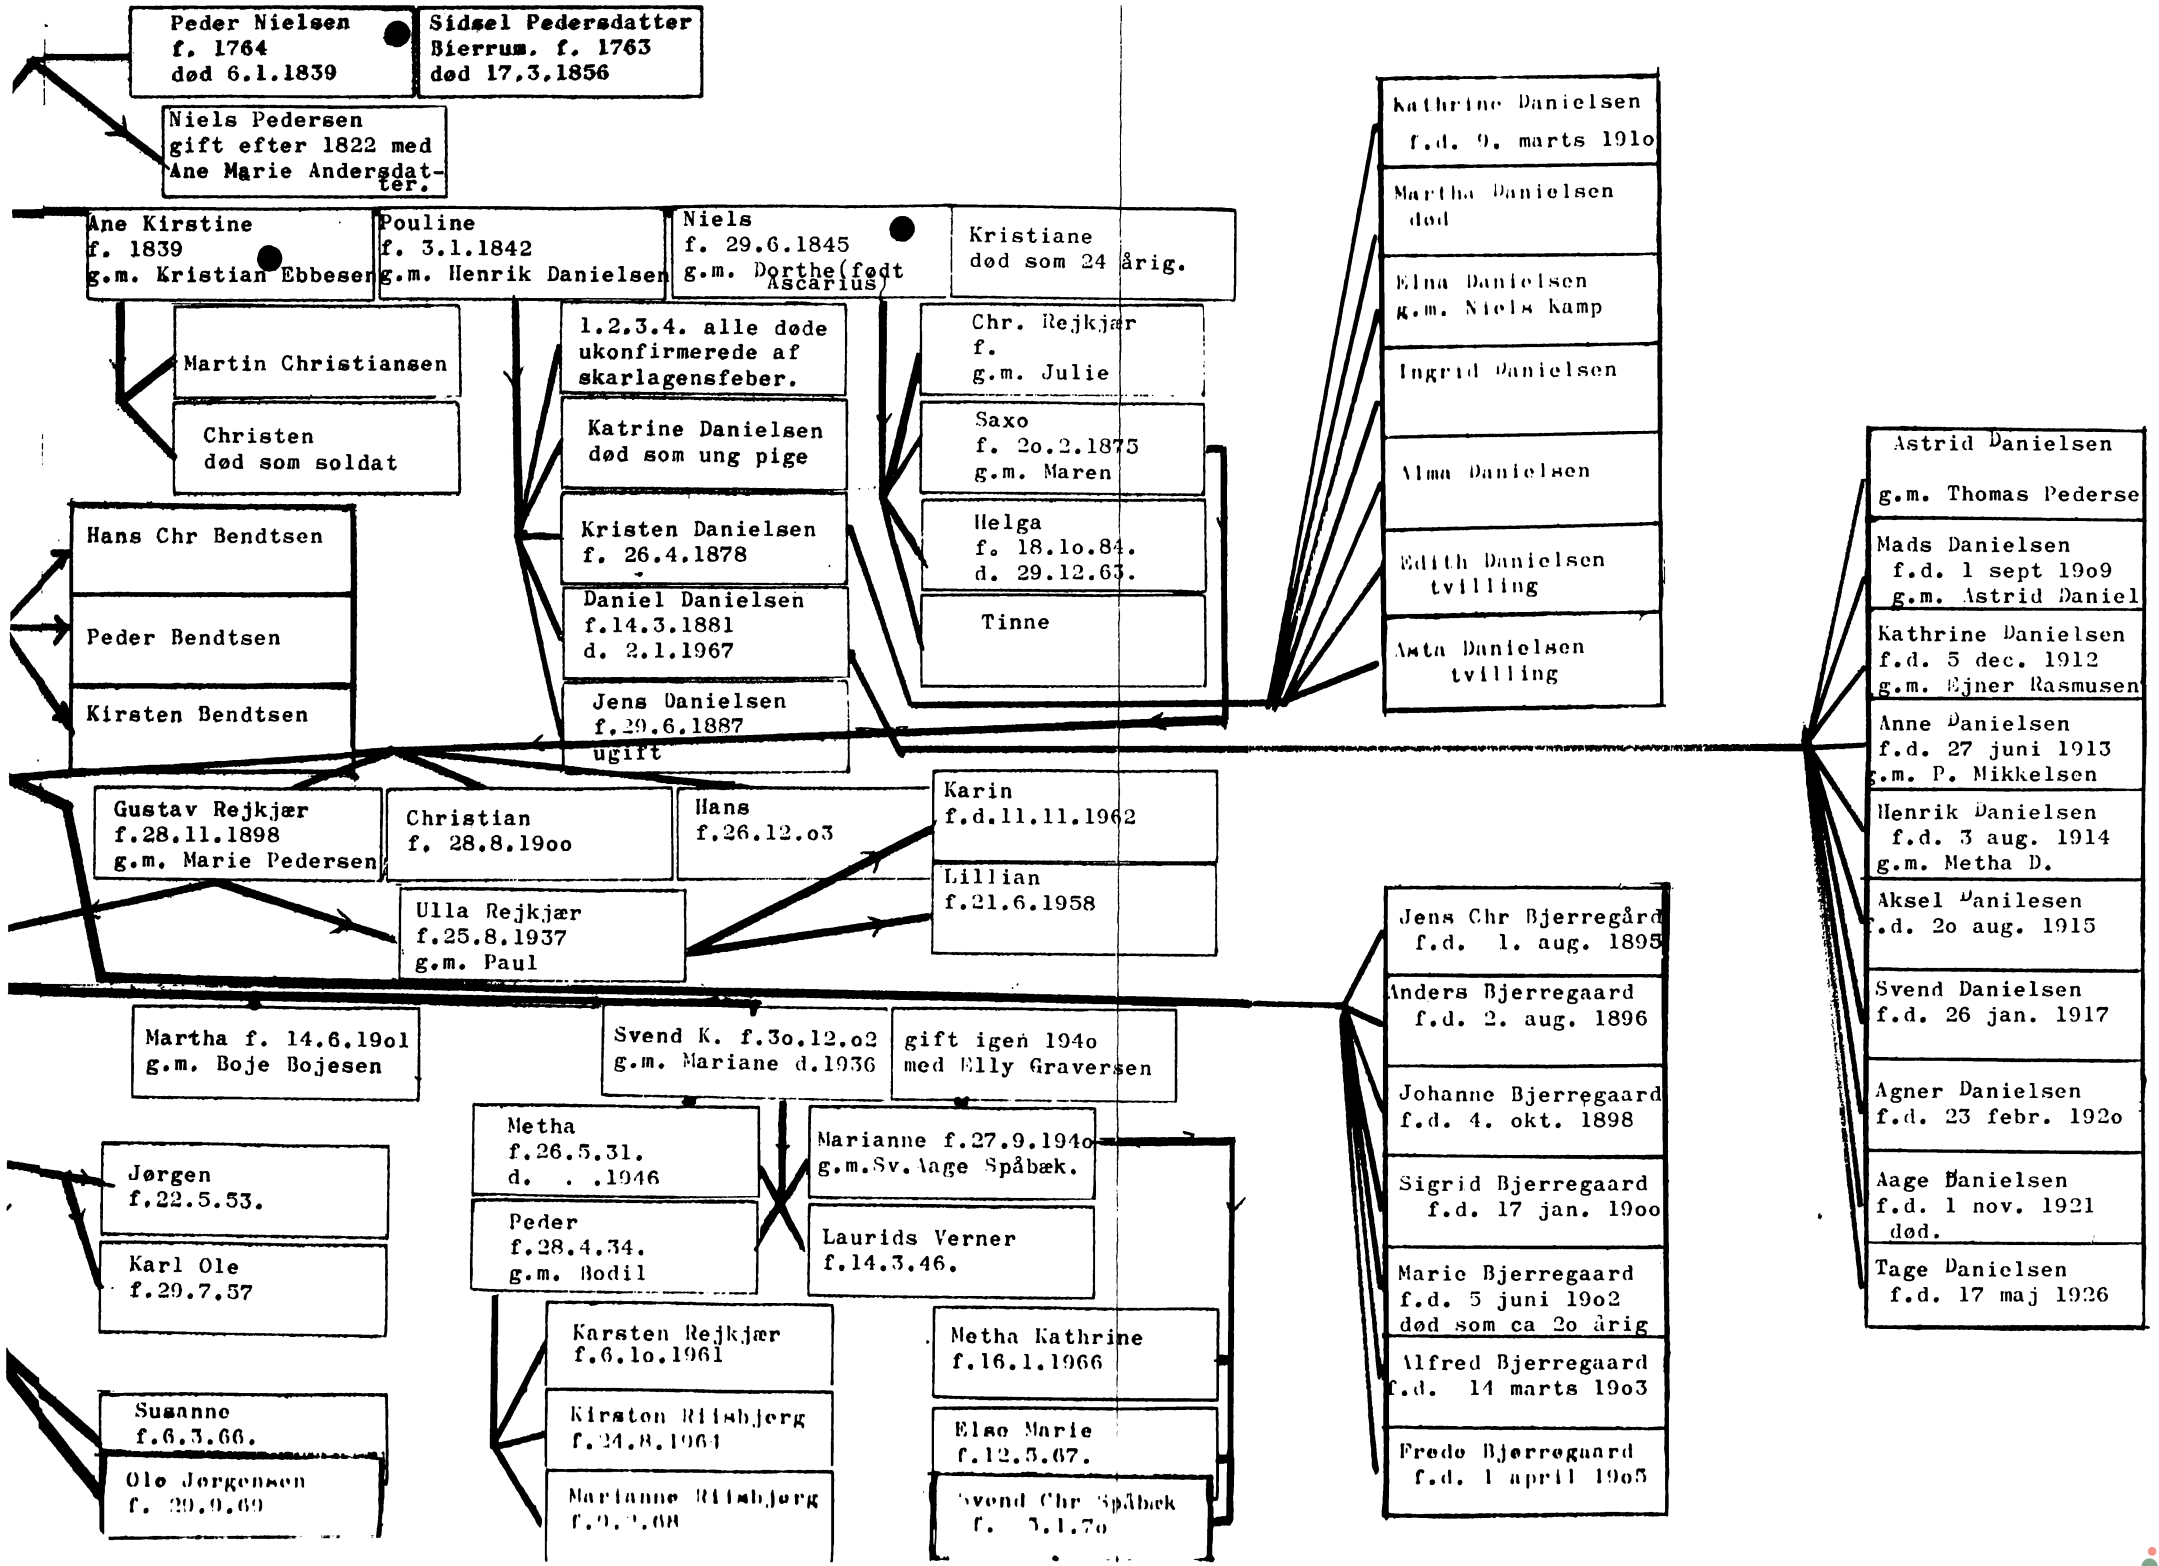 Peder Nielsen
f. 1764
død 6.1.1839
Sidsel Pedersdatter
Bierrum. f. 1763
død 17.3.1856
Niels Pedersen
gift efter 1822 med
Ane Marie Andersdat-
ter.
Ane Kirstine
f. 1839
g.m. Kristian Ebbesen
Pouline
f. 3.1.1842
g.m. Henrik Danielsen
Niels
f. 29.6.1845
g.m. Dorthe(født
Ascarius)
Kristiane
død som 24 årig.
Martin Christiansen
Christen
død som soldat
1.2.3.4. alle døde
ukonfirmerede af
skarlagensfeber.
Katrine Danielsen
død som ung pige
Kristen Danielsen
f. 26.4.1878
Daniel Danielsen
f.14.3.1881
d. 2.1.1967
Jens Danielsen
f.29.6.1887
ugift
Chr. Rejkjær
f.
g.m. Julie
Saxo
f. 2o.2.1875
g.m. Maren
Helga
f. 18.1o.84.
d. 29.12.63.
Tinne
Kathrine Danielsen
f.d. 9. marts 191o
Martha Danielsen
død
Elna Danielsen
g.m. Niels Kamp
Ingrid Danielsen
Alma Danielsen
Edith Danielsen
tvilling
Asta Danielsen
tvilling
Astrid Danielsen
g.m. Thomas Pederse
Mads Danielsen
f.d. 1 sept 19o9
g.m. Astrid Daniel
Kathrine Danielsen
f.d. 5 dec. 1912
g.m. Ejner Rasmusen
Anne Danielsen
f.d. 27 juni 1913
g.m. P. Mikkelsen
Henrik Danielsen
f.d. 3 aug. 1914
g.m. Metha D.
Aksel Danilesen
f.d. 2o aug. 1915
Svend Danielsen
f.d. 26 jan. 1917
Agner Danielsen
f.d. 23 febr. 192o
Aage Danielsen
f.d. 1 nov. 1921
død.
Tage Danielsen
f.d. 17 maj 1926
Hans Chr Bendtsen
Peder Bendtsen
Kirsten Bendtsen
Gustav Rejkjær
f.28.11.1898
g.m. Marie Pedersen
Christian
f. 28.8.19oo
Hans
f.26.12.o3
Karin
f.d.11.11.1962
Lillian
f.21.6.1958
Ulla Rejkjær
f.25.8.1937
g.m. Paul
Martha f. 14.6.19o1
g.m. Boje Bojesen
Svend K. f.3o.12.o2
g.m. Mariane d.1936
gift igen 194o
med Elly Graversen
Metha
f.26.5.31.
d.  . .1946
Marianne f.27.9.194o
g.m.Sv.Aage Spåbæk.
Peder
f.28.4.34.
g.m. Bodil
Laurids Verner
f.14.3.46.
Jørgen
f.22.5.53.
Karl Ole
f.29.7.57
Karsten Rejkjær
f.6.1o.1961
Kirsten Riisbjerg
f.24.8.1964
Marianne Riisbjerg
Metha Kathrine
f.16.1.1966
Else Marie
f.12.5.67.
Svend Chr Spåbæk
f. 3.1.7o
Susanne
f.6.3.66.
Ole Jørgensen
f. 29.9.69
Jens Chr Bjerregård
f.d. 1. aug. 1895
Anders Bjerregaard
f.d. 2. aug. 1896
Johanne Bjerregaard
f.d. 4. okt. 1898
Sigrid Bjerregaard
f.d. 17 jan. 19oo
Marie Bjerregaard
f.d. 5 juni 19o2
død som ca 2o årig
Alfred Bjerregaard
f.d. 14 marts 19o3
Frede Bjerregaard
f.d. 1 april 19o5